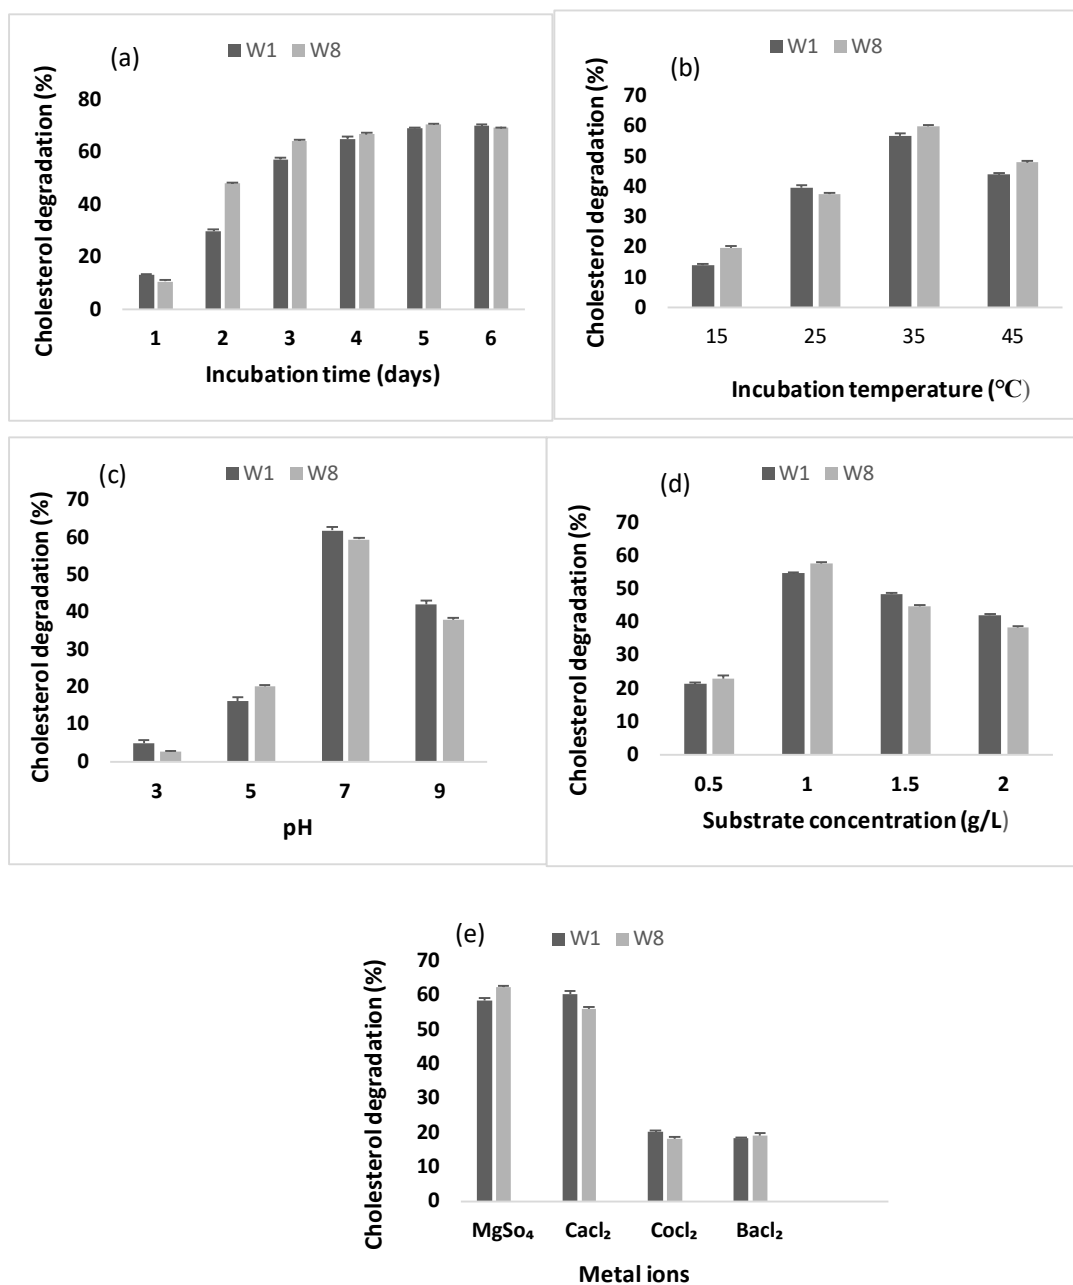 (a)
W1 W8
Cholesterol degradation (%)
80
60
40
20
0
1 2 3 4 5 6
Incubation time (days)
(b)
W1 W8
Cholesterol degradation (%)
70
60
50
40
30
20
10
0
15 25 35 45
Incubation temperature (°C)
(c)
W1 W8
Cholesterol degradation (%)
70
60
50
40
30
20
10
0
3 5 7 9
pH
(d)
W1 W8
Cholesterol degradation (%)
70
60
50
40
30
20
10
0
0.5 1 1.5 2
Substrate concentration (g/L)
(e)
W1 W8
Cholesterol degradation (%)
70
60
50
40
30
20
10
0
MgSo₄ Cacl₂ Cocl₂ Bacl₂
Metal ions